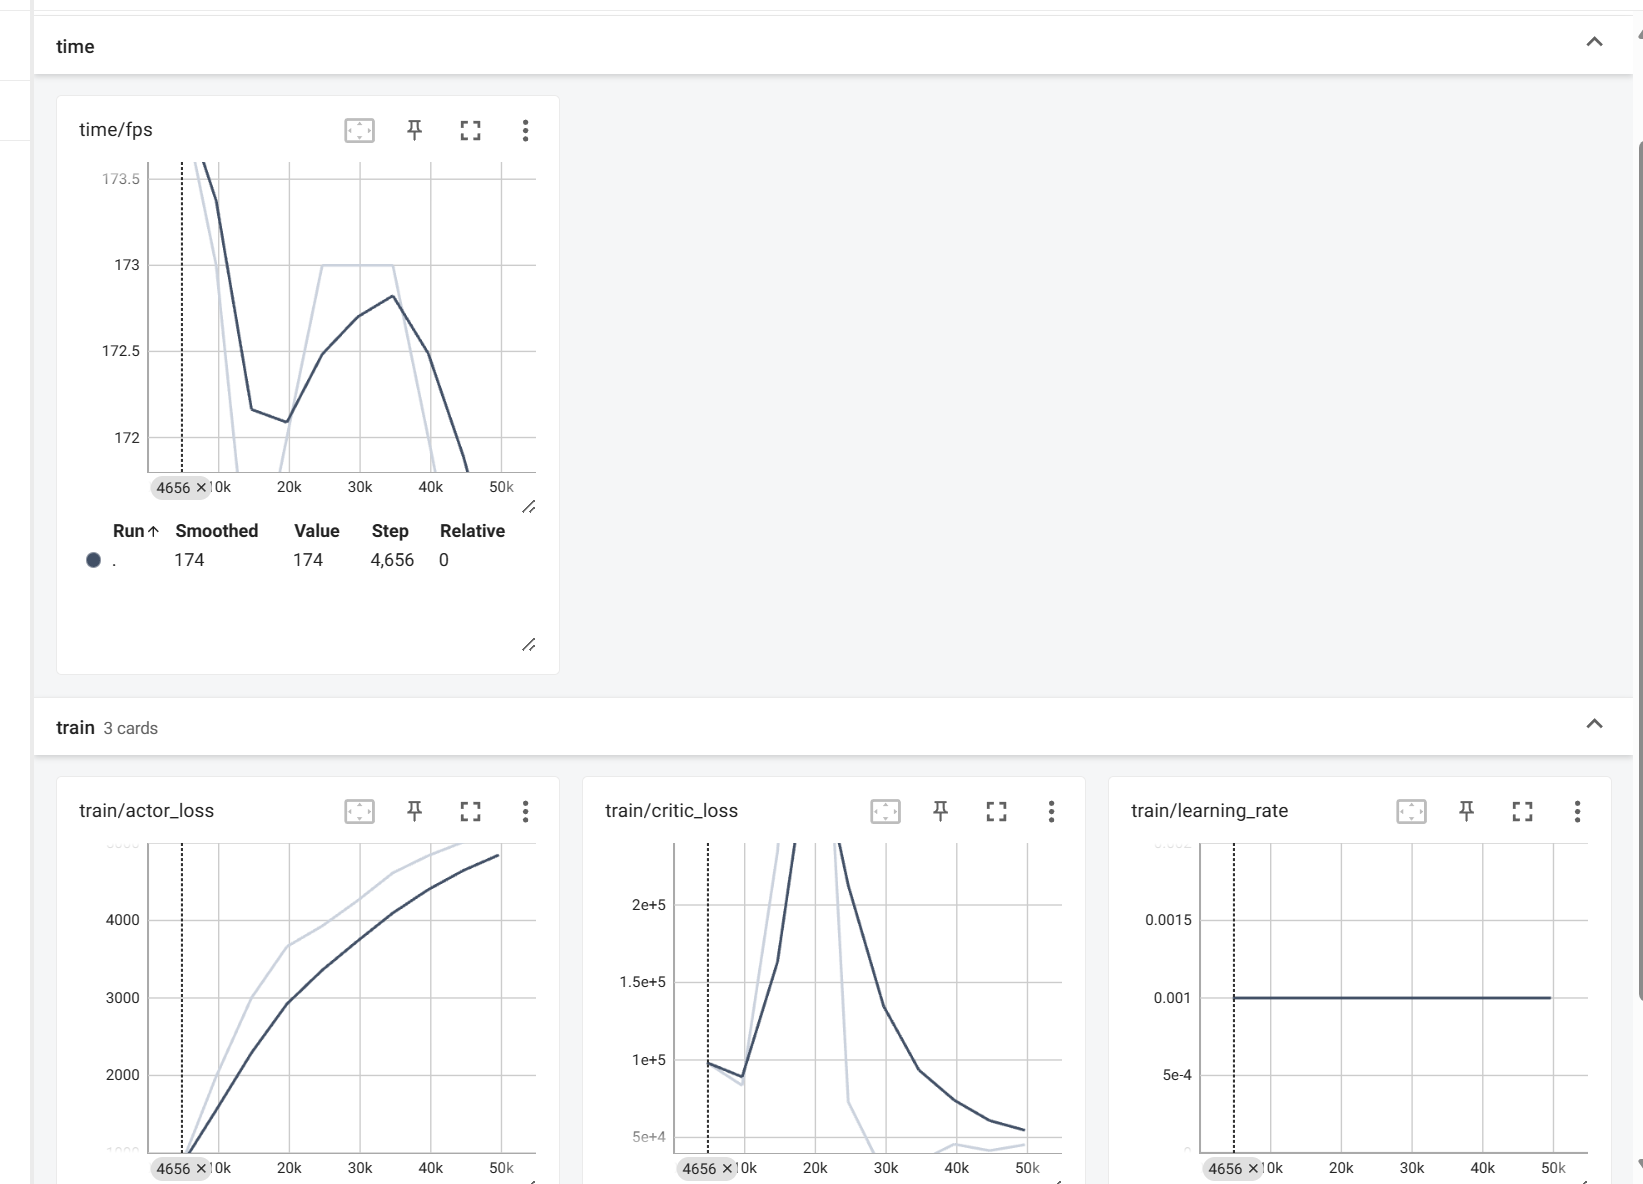 time
time/fps
173.5
173
172.5
172
4656 × 10k 20k 30k 40k 50k
Run↑ Smoothed Value Step Relative
. 174 174 4,656 0
train 3 cards
train/actor_loss
4000
3000
2000
4656 × 10k 20k 30k 40k 50k
train/critic_loss
2e+5
1.5e+5
1e+5
5e+4
4656 × 10k 20k 30k 40k 50k
train/learning_rate
0.0015
0.001
5e-4
4656 × 10k 20k 30k 40k 50k